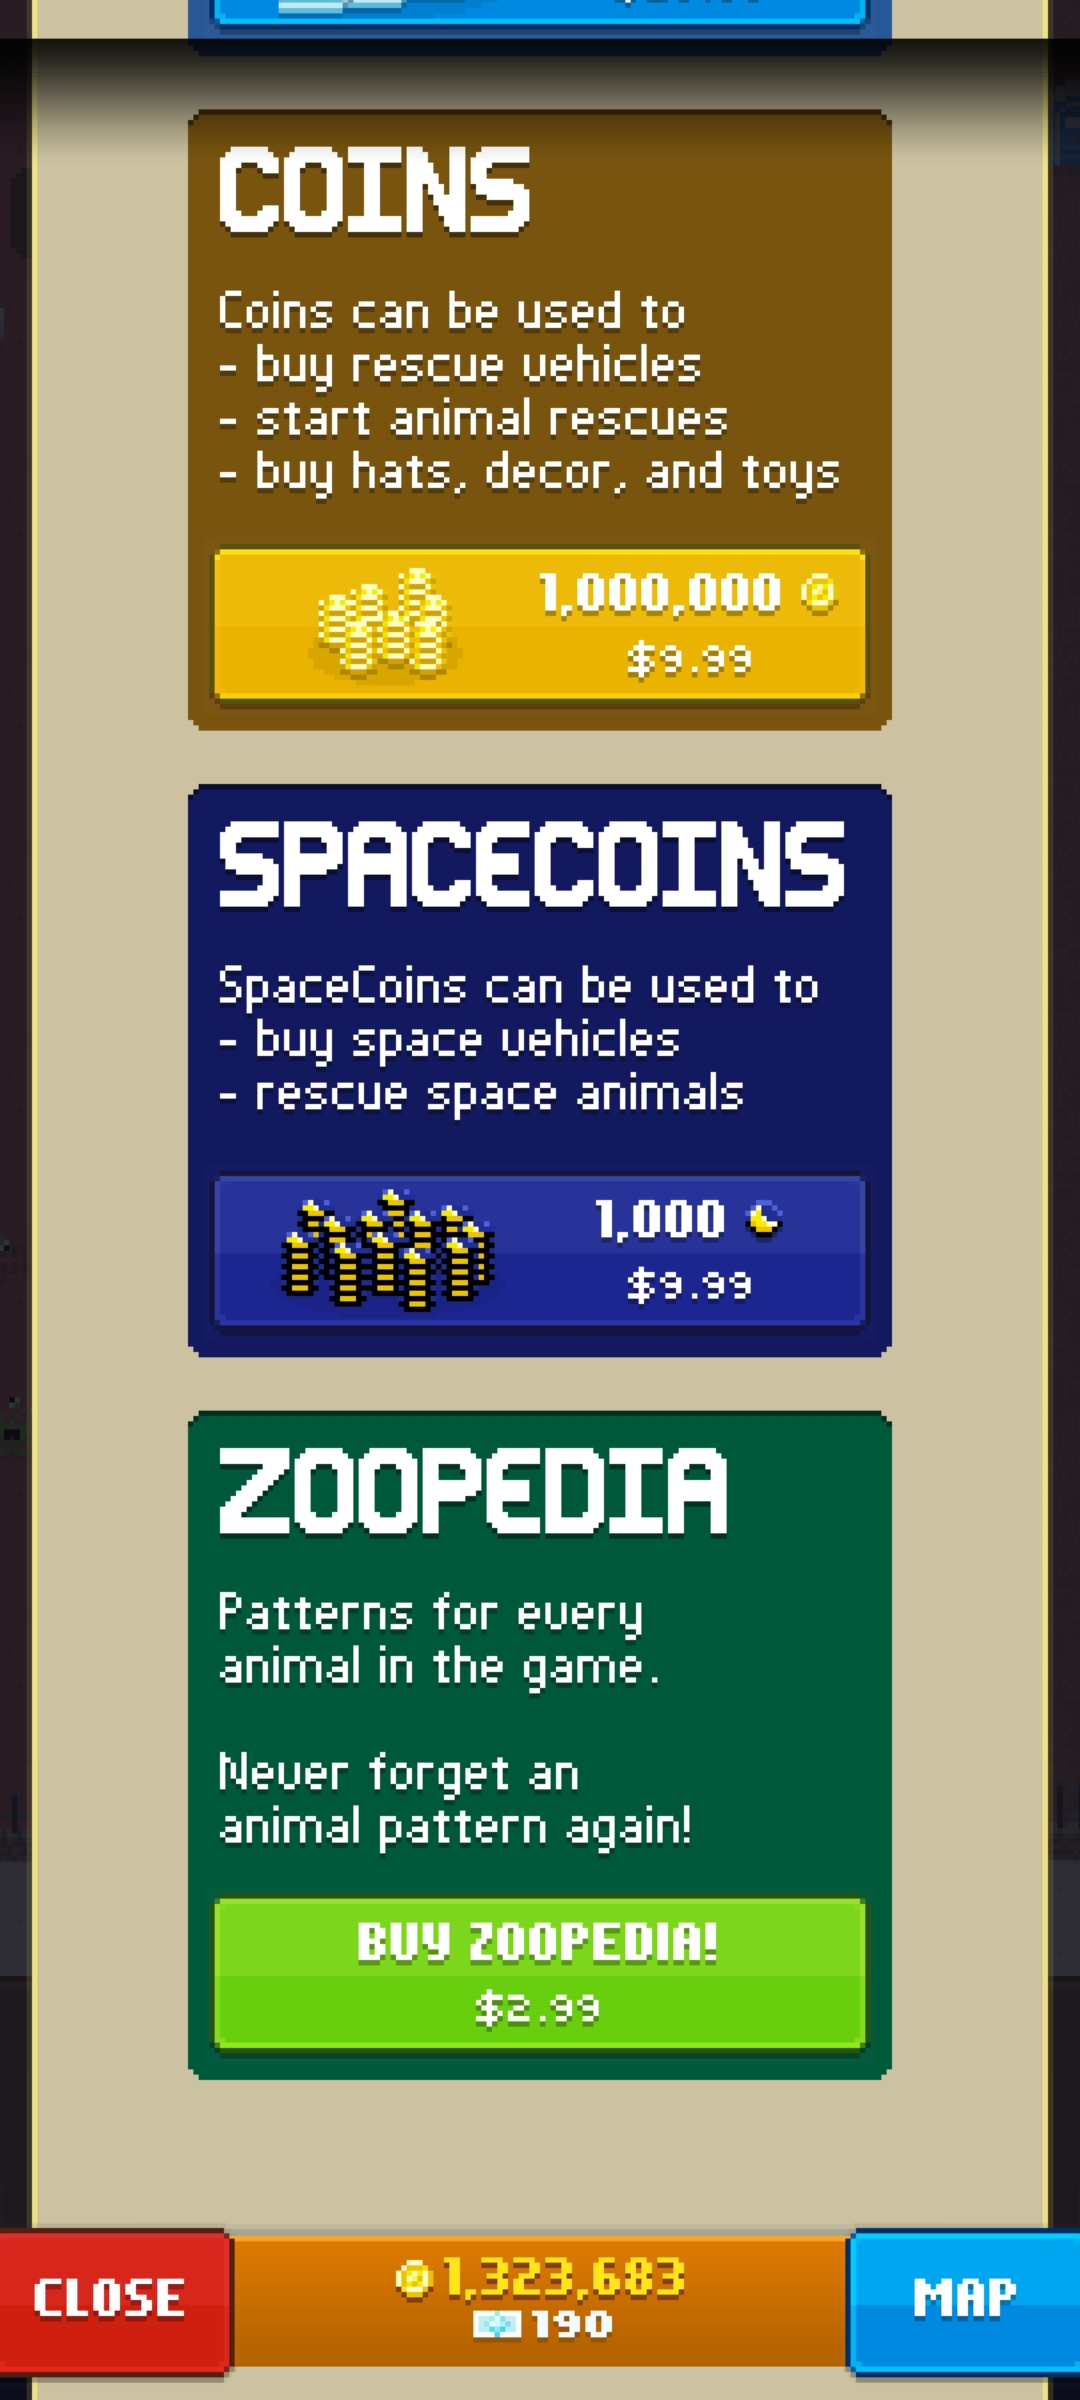 COINS
Coins can be used to
- buy rescue vehicles
- start animal rescues
- buy hats, decor, and toys
1,000,000
$9.99
SPACECOINS
SpaceCoins can be used to
- buy space vehicles
- rescue space animals
1,000
$9.99
ZOOPEDIA
Patterns for every
animal in the game.
Never forget an
animal pattern again!
BUY ZOOPEDIA!
$2.99
CLOSE
1,323,683
190
MAP